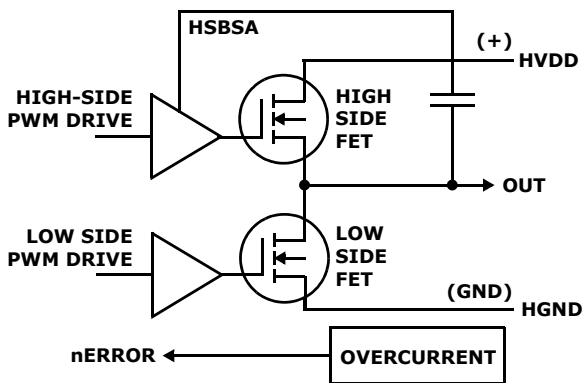 HSBSA
(+)
HVDD
HIGH-SIDE
PWM DRIVE
HIGH
SIDE
FET
OUT
LOW SIDE
PWM DRIVE
LOW
SIDE
FET
(GND)
HGND
nERROR
OVERCURRENT